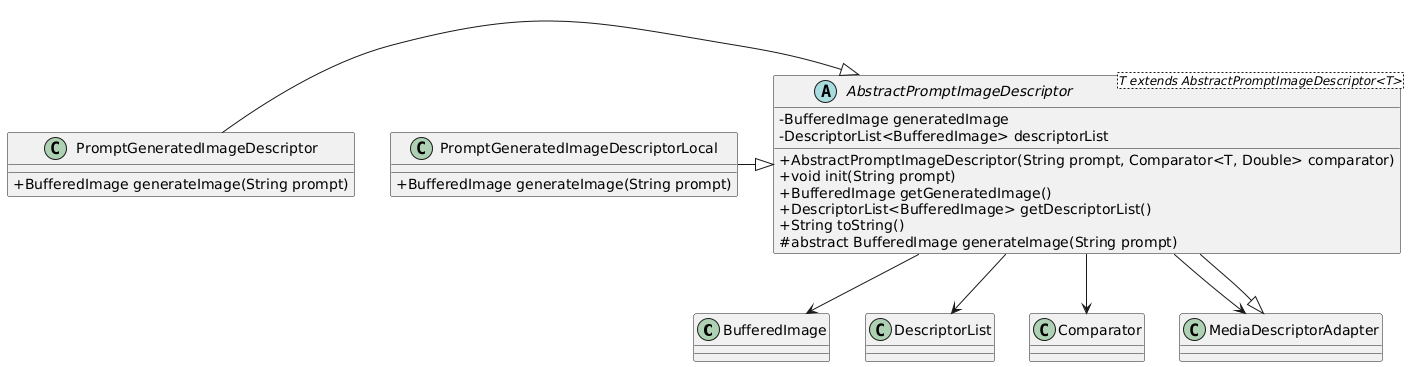 T extends AbstractPromptImageDescriptor<T>
A AbstractPromptImageDescriptor
-BufferedImage generatedImage
-DescriptorList<BufferedImage> descriptorList
+AbstractPromptImageDescriptor(String prompt, Comparator<T, Double> comparator)
+void init(String prompt)
+BufferedImage getGeneratedImage()
+DescriptorList<BufferedImage> getDescriptorList()
+String toString()
#abstract BufferedImage generateImage(String prompt)
C PromptGeneratedImageDescriptor
+BufferedImage generateImage(String prompt)
C PromptGeneratedImageDescriptorLocal
+BufferedImage generateImage(String prompt)
C BufferedImage
C DescriptorList
C Comparator
C MediaDescriptorAdapter